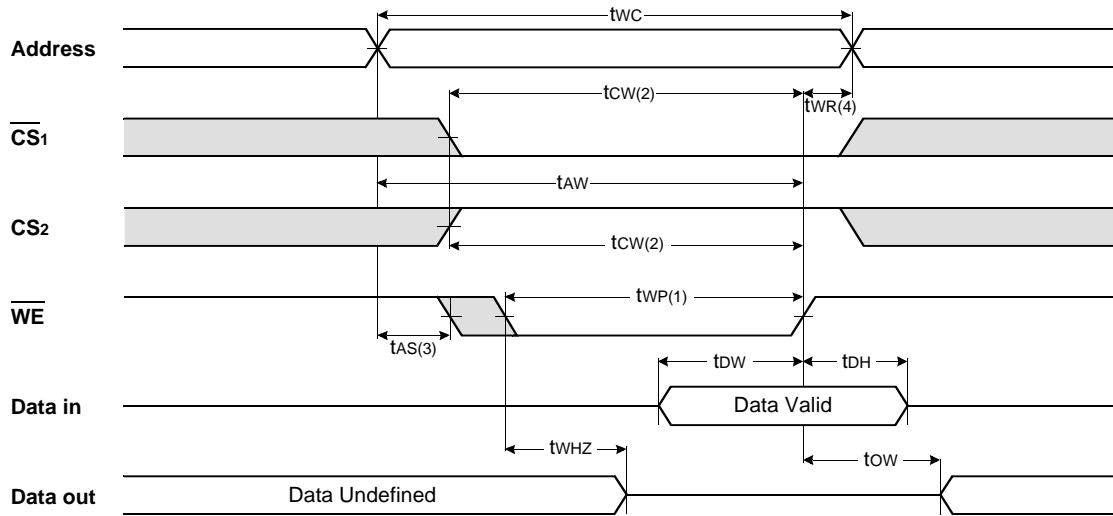 tWC
Address
tCW(2)
tWR(4)
CS1
tAW
CS2
tCW(2)
tWP(1)
WE
tAS(3)
tDW
tDH
Data in
Data Valid
tWHZ
tOW
Data out
Data Undefined